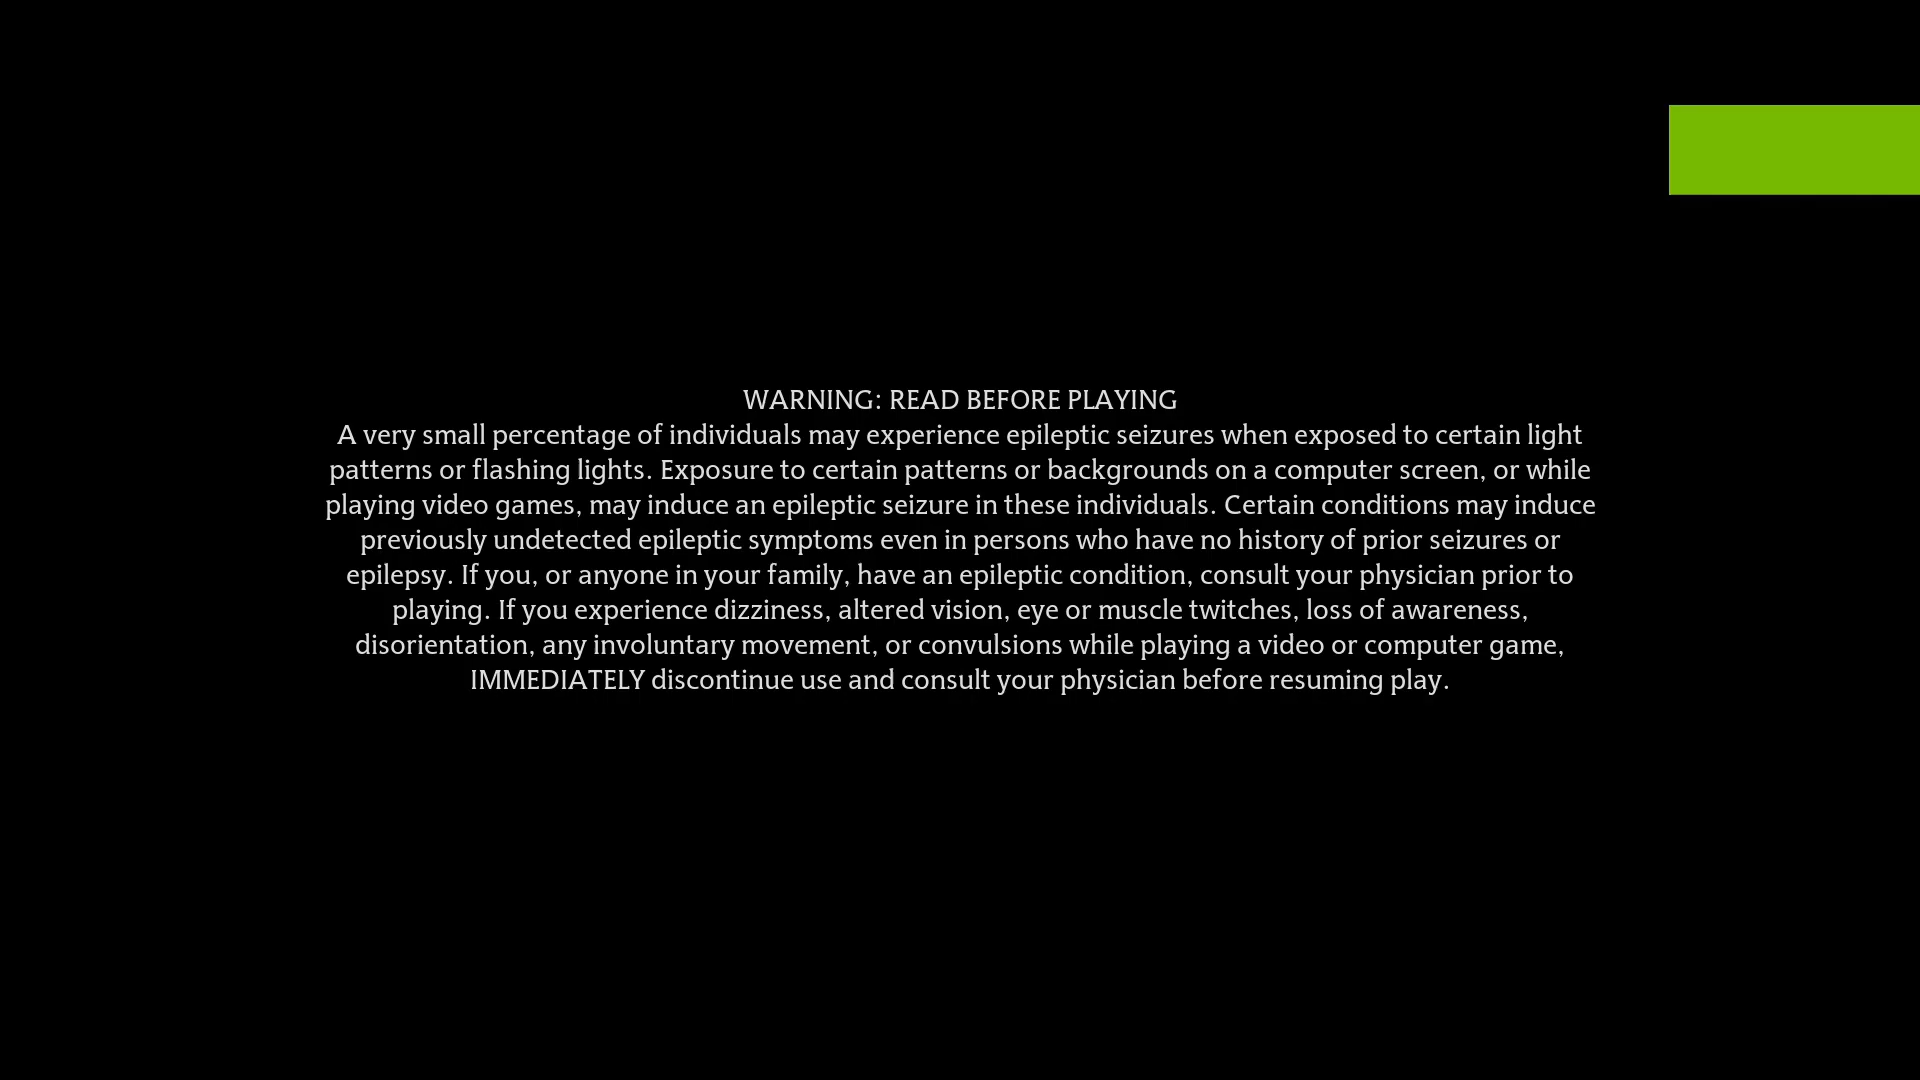 WARNING: READ BEFORE PLAYING
A very small percentage of individuals may experience epileptic seizures when exposed to certain light
patterns or flashing lights. Exposure to certain patterns or backgrounds on a computer screen, or while
playing video games, may induce an epileptic seizure in these individuals. Certain conditions may induce
previously undetected epileptic symptoms even in persons who have no history of prior seizures or
epilepsy. If you, or anyone in your family, have an epileptic condition, consult your physician prior to
playing. If you experience dizziness, altered vision, eye or muscle twitches, loss of awareness,
disorientation, any involuntary movement, or convulsions while playing a video or computer game,
IMMEDIATELY discontinue use and consult your physician before resuming play.